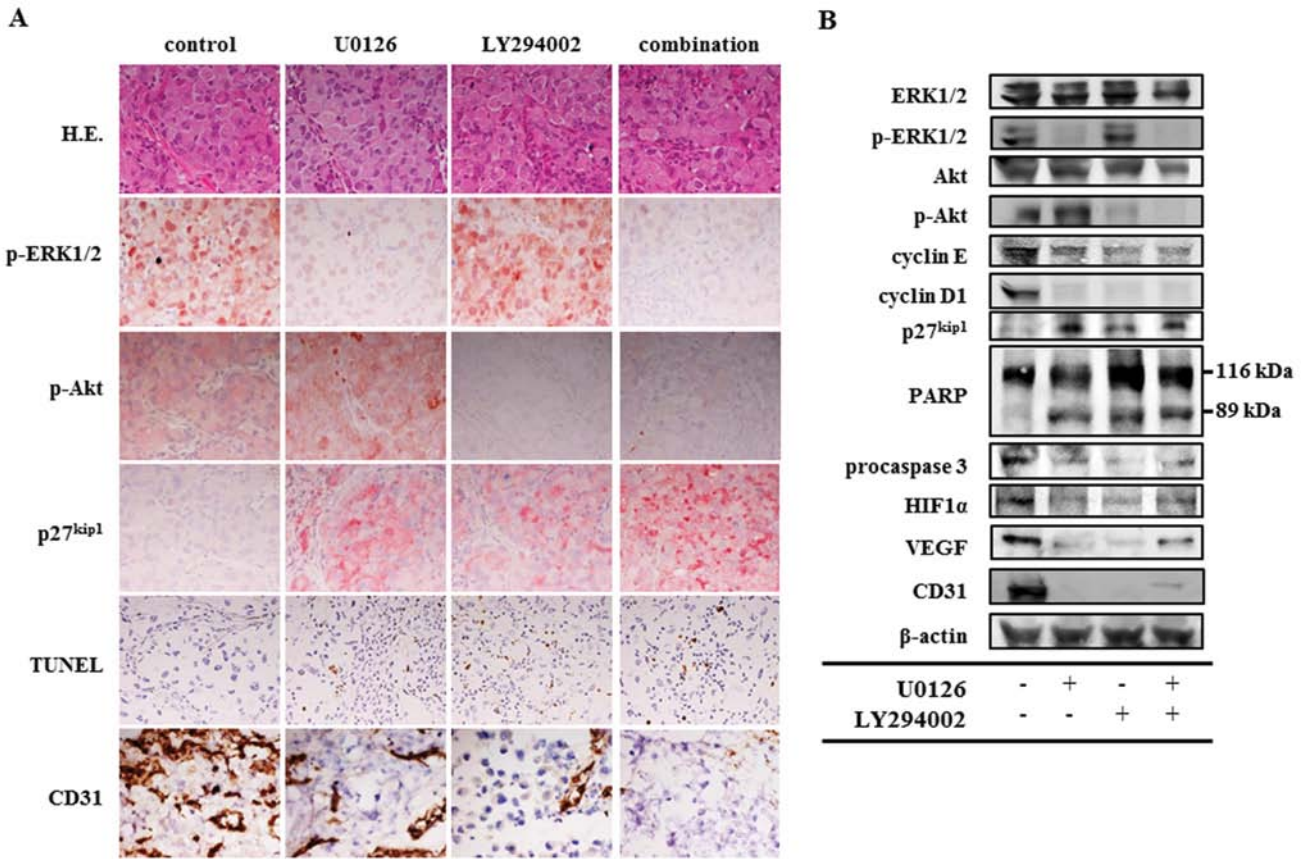 A
control U0126 LY294002 combination
H.E.
p-ERK1/2
p-Akt
p27kip1
TUNEL
CD31
B
ERK1/2
p-ERK1/2
Akt
p-Akt
cyclin E
cyclin D1
p27kip1
PARP
116 kDa
89 kDa
procaspase 3
HIF1α
VEGF
CD31
β-actin
U0126 - + - +
LY294002 - - + +